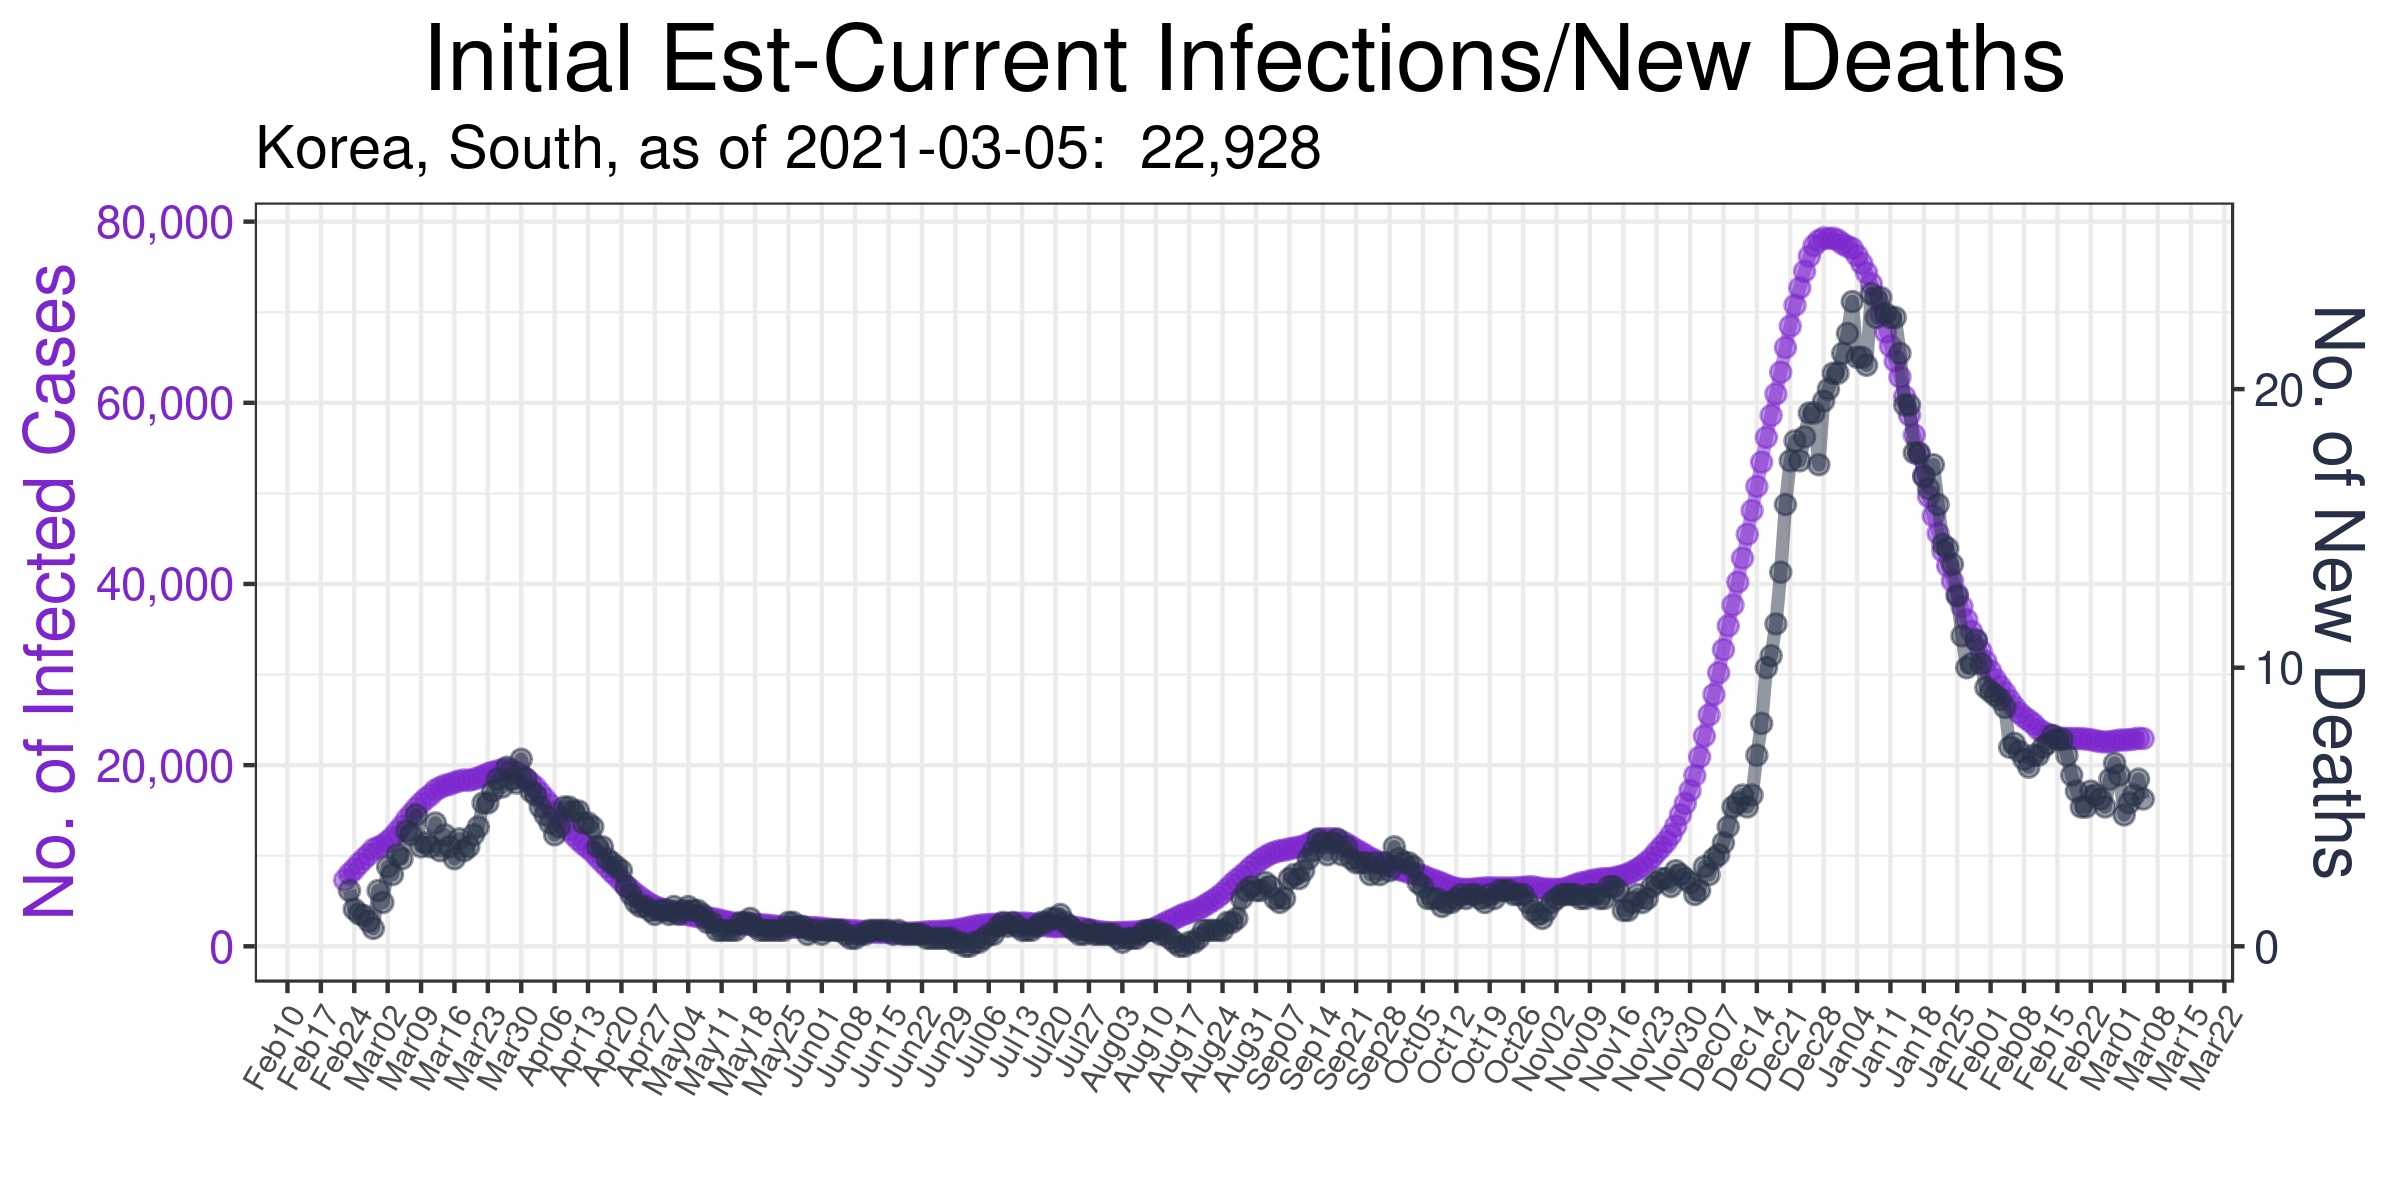 Initial Est-Current Infections/New Deaths
Korea, South, as of 2021-03-05: 22,928
No. of Infected Cases
80,000
60,000
40,000
20,000
0
20
10
0
No. of New Deaths
Feb10
Feb17
Feb24
Mar02
Mar09
Mar16
Mar23
Mar30
Apr06
Apr13
Apr20
Apr27
May04
May11
May18
May25
Jun01
Jun08
Jun15
Jun22
Jun29
Jul06
Jul13
Jul20
Jul27
Aug03
Aug10
Aug17
Aug24
Aug31
Sep07
Sep14
Sep21
Sep28
Oct05
Oct12
Oct19
Oct26
Nov02
Nov09
Nov16
Nov23
Nov30
Dec07
Dec14
Dec21
Dec28
Dec04
Jan11
Jan18
Jan25
Feb01
Feb08
Feb15
Feb22
Mar01
Mar08
Mar15
Mar22